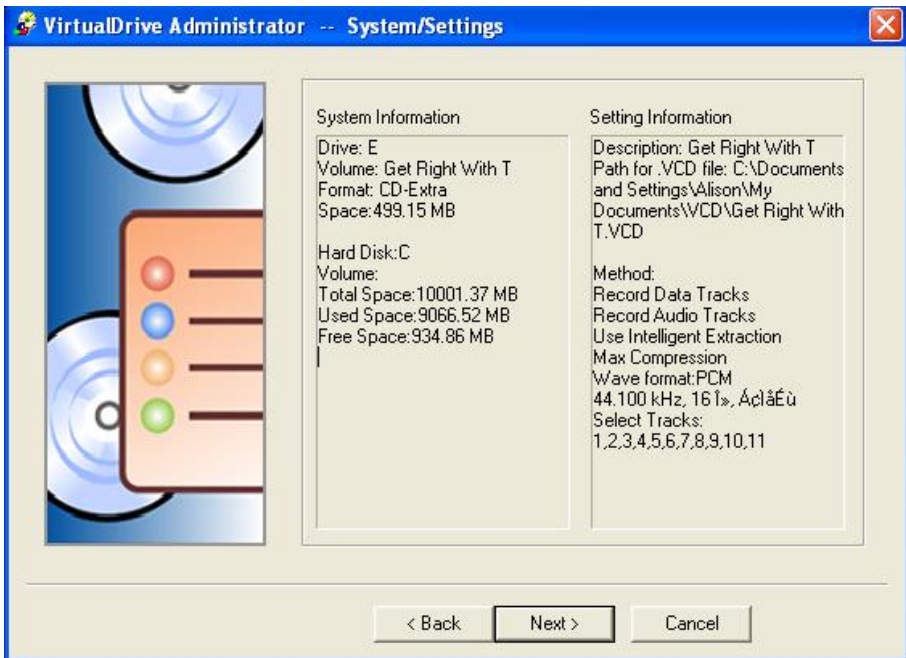 VirtualDrive Administrator -- System/Settings
System Information
Drive: E
Volume: Get Right With T
Format: CD-Extra
Space:499.15 MB
Hard Disk:C
Volume:
Total Space:10001.37 MB
Used Space:9066.52 MB
Free Space:934.86 MB
Setting Information
Description: Get Right With T
Path for .VCD file: C:\Documents
and Settings\Alison\My
Documents\VCD\Get Right With
T.VCD
Method:
Record Data Tracks
Record Audio Tracks
Use Intelligent Extraction
Max Compression
Wave format:PCM
44.100 kHz, 16 Î», Á¢ÌåÉù
Select Tracks:
1,2,3,4,5,6,7,8,9,10,11
< Back
Next >
Cancel